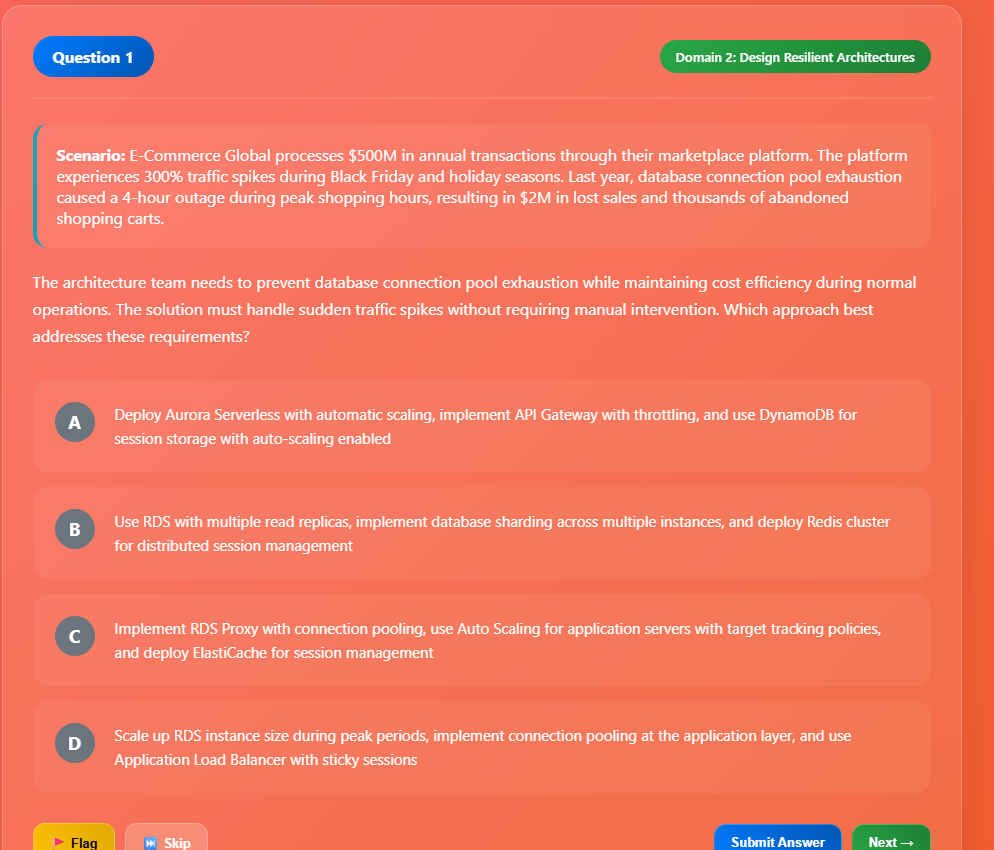 Question 1
Domain 2: Design Resilient Architectures
Scenario: E-Commerce Global processes $500M in annual transactions through their marketplace platform. The platform
experiences 300% traffic spikes during Black Friday and holiday seasons. Last year, database connection pool exhaustion
caused a 4-hour outage during peak shopping hours, resulting in $2M in lost sales and thousands of abandoned
shopping carts.
The architecture team needs to prevent database connection pool exhaustion while maintaining cost efficiency during normal
operations. The solution must handle sudden traffic spikes without requiring manual intervention. Which approach best
addresses these requirements?
A
Deploy Aurora Serverless with automatic scaling, implement API Gateway with throttling, and use DynamoDB for
session storage with auto-scaling enabled
B
Use RDS with multiple read replicas, implement database sharding across multiple instances, and deploy Redis cluster
for distributed session management
C
Implement RDS Proxy with connection pooling, use Auto Scaling for application servers with target tracking policies,
and deploy ElastiCache for session management
D
Scale up RDS instance size during peak periods, implement connection pooling at the application layer, and use
Application Load Balancer with sticky sessions
Flag
Skip
Submit Answer
Next →